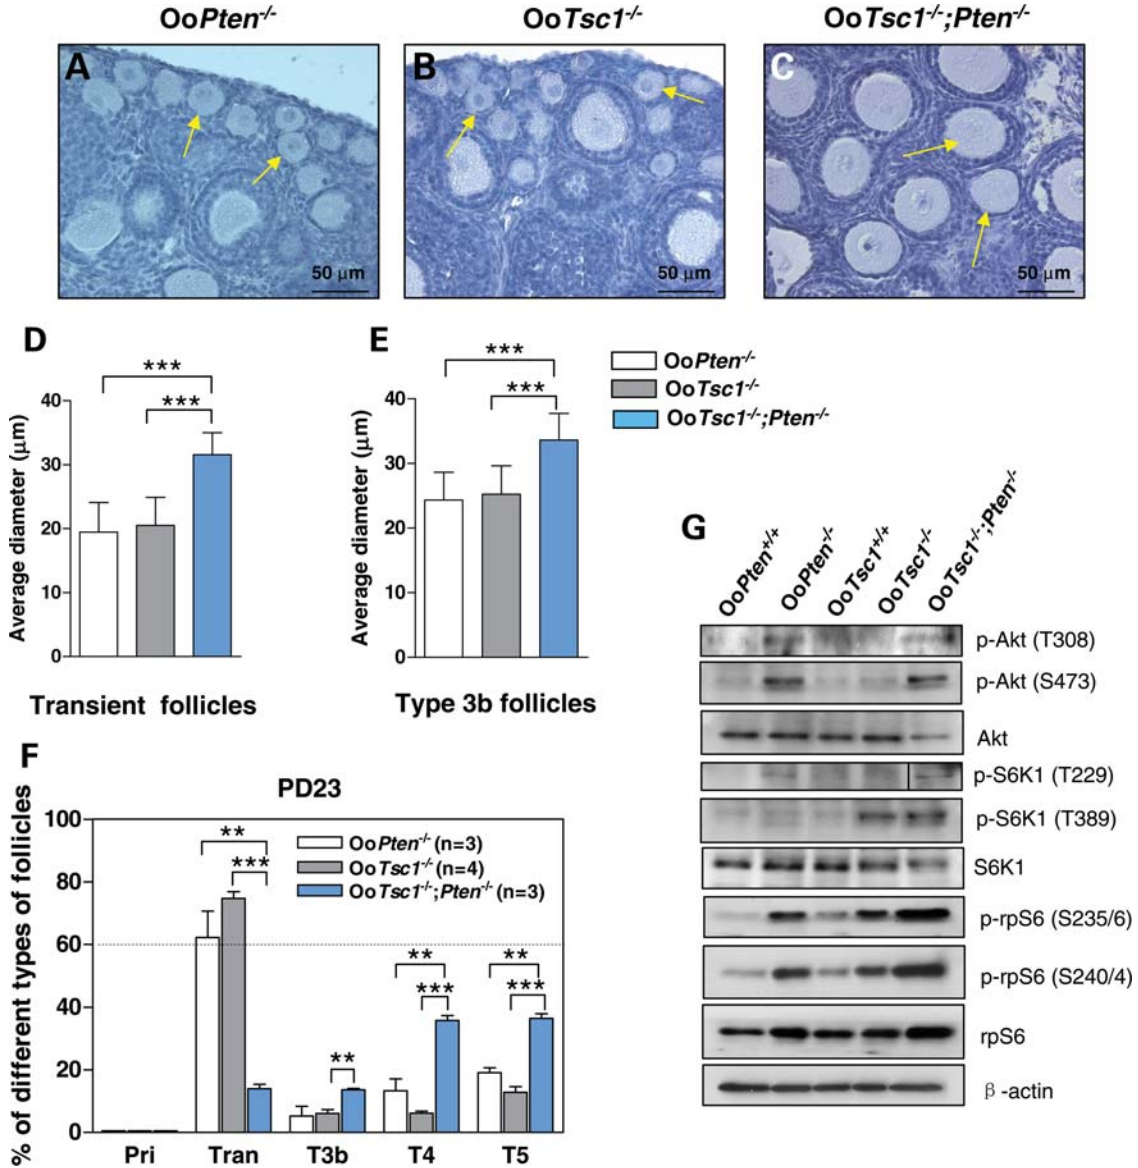 OoPten-/-
OoTsc1-/-
OoTsc1-/-;Pten-/-
A
B
C
50 μm
50 μm
50 μm
D
***
***
40
30
20
10
0
Average diameter (μm)
Transient follicles
E
***
***
40
30
20
10
0
Average diameter (μm)
Type 3b follicles
OoPten-/-
OoTsc1-/-
OoTsc1-/-;Pten-/-
F
PD23
% of different types of follicles
100
80
60
40
20
0
OoPten-/- (n=3)
OoTsc1-/- (n=4)
OoTsc1-/-;Pten-/- (n=3)
**
***
**
**
***
**
***
Pri
Tran
T3b
T4
T5
G
OoPten+/+
OoPten-/-
OoTsc1+/+
OoTsc1-/-
OoTsc1-/-;Pten-/-
p-Akt (T308)
p-Akt (S473)
Akt
p-S6K1 (T229)
p-S6K1 (T389)
S6K1
p-rpS6 (S235/6)
p-rpS6 (S240/4)
rpS6
β-actin